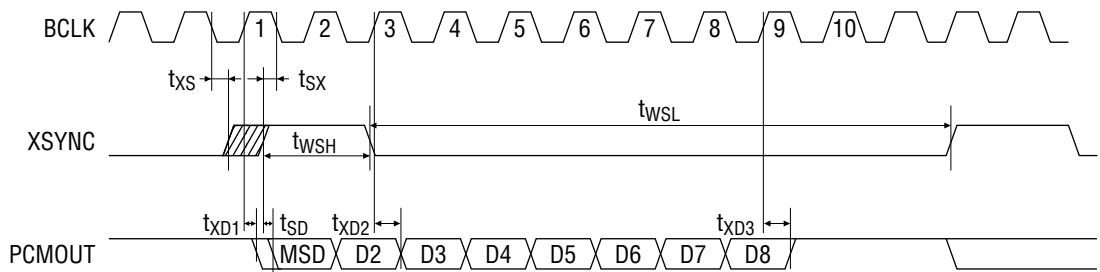 BCLK 1 2 3 4 5 6 7 8 9 10
tXS tSX
tWSL
XSYNC tWSH
tXD1 tSD tXD2 tXD3
PCMOUT MSD D2 D3 D4 D5 D6 D7 D8